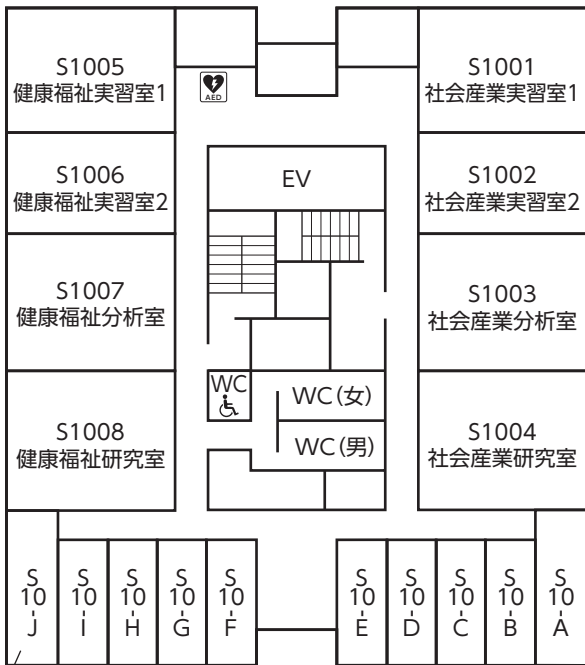 S1005
健康福祉実習室1
AED
S1001
社会産業実習室1
EV
S1006
健康福祉実習室2
S1002
社会産業実習室2
S1007
健康福祉分析室
S1003
社会産業分析室
WC
WC(女)
WC(男)
S1008
健康福祉研究室
S1004
社会産業研究室
S10-J
S10-I
S10-H
S10-G
S10-F
S10-E
S10-D
S10-C
S10-B
S10-A